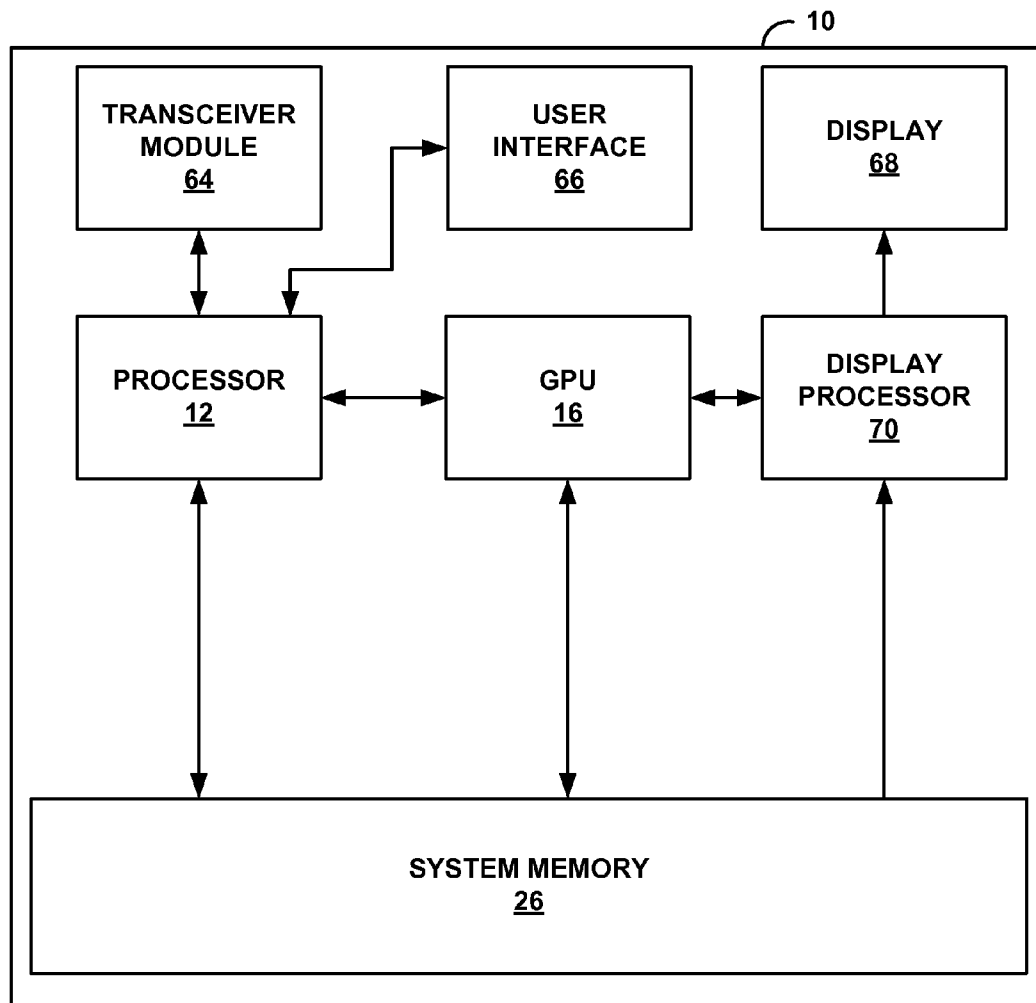 10
TRANSCEIVER
MODULE
64
USER
INTERFACE
66
DISPLAY
68
PROCESSOR
12
GPU
16
DISPLAY
PROCESSOR
70
SYSTEM MEMORY
26